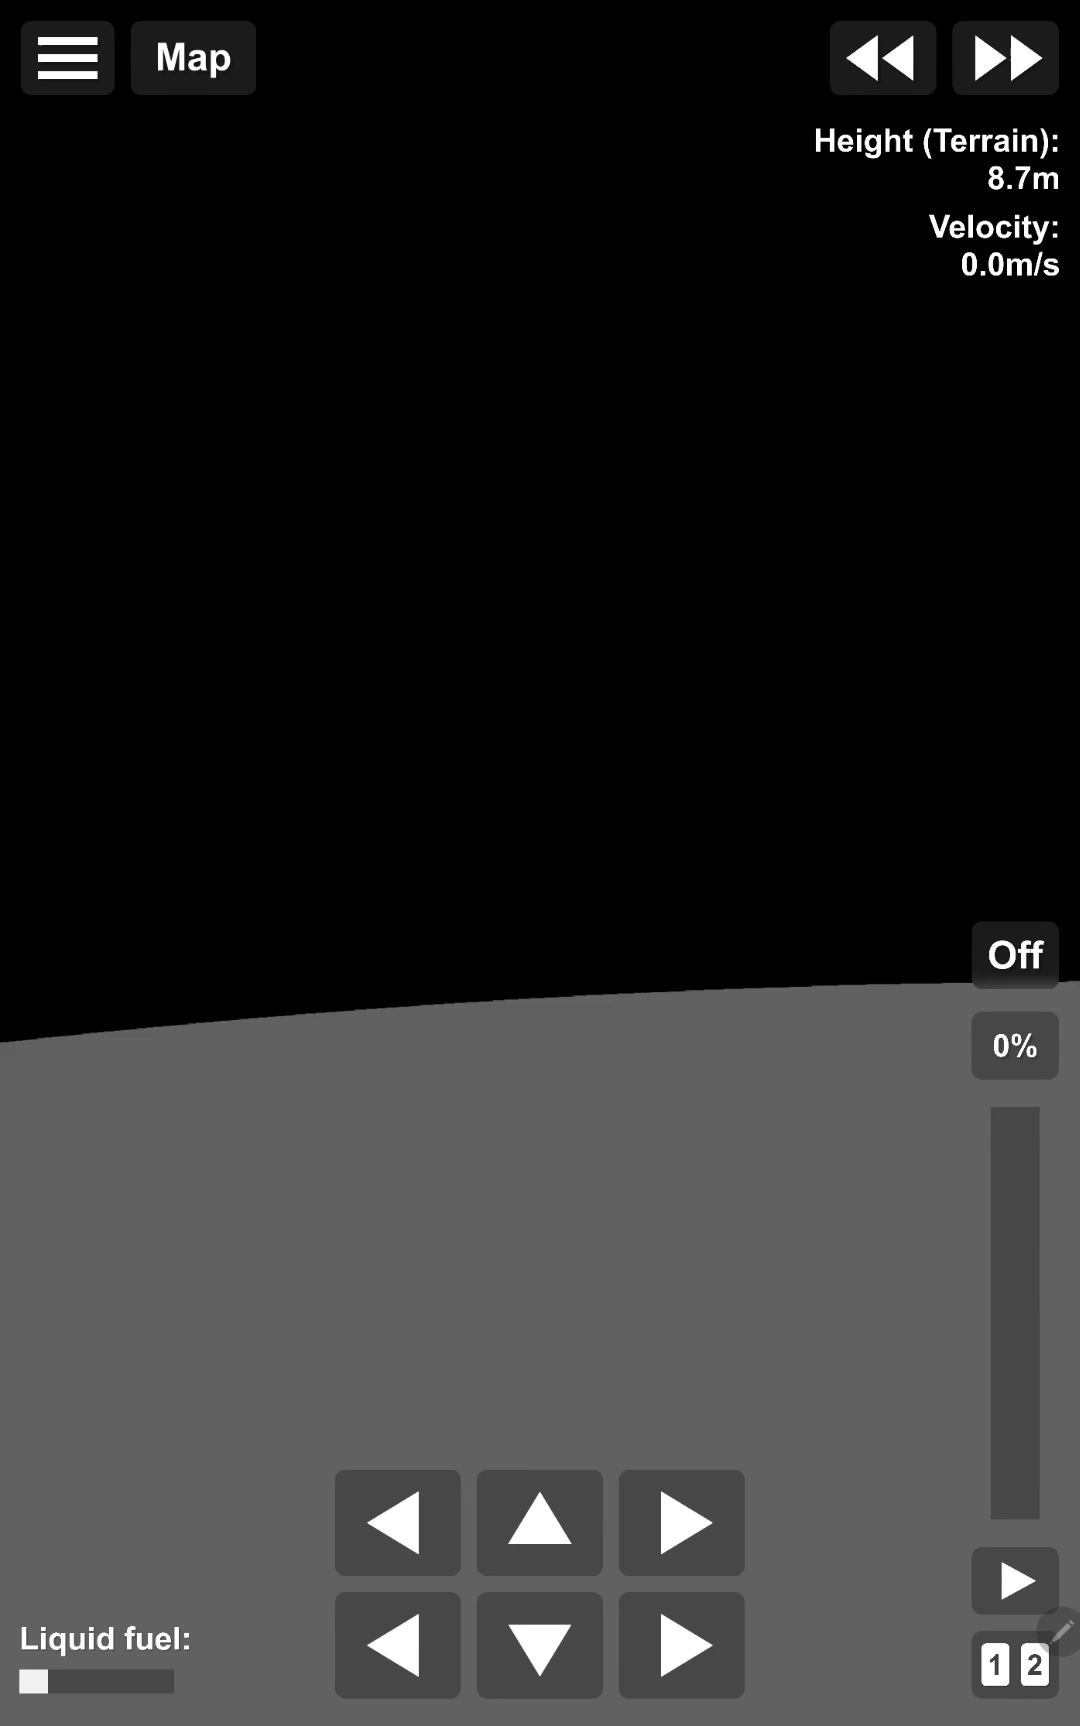 Map
Height (Terrain):
8.7m
Velocity:
0.0m/s
Off
0%
Liquid fuel:
1 2